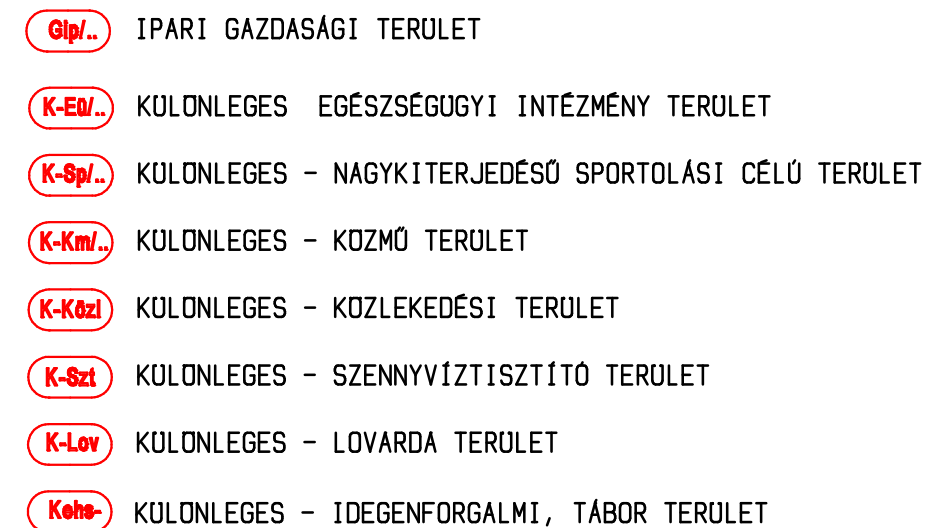 Gip/.. IPARI GAZDASÁGI TERÜLET
K-Eü/.. KÜLÖNLEGES EGÉSZSÉGÜGYI INTÉZMÉNY TERÜLET
K-Sp/.. KÜLÖNLEGES - NAGYKITERJEDÉSŰ SPORTOLÁSI CÉLÚ TERÜLET
K-Km/.. KÜLÖNLEGES - KÖZMŰ TERÜLET
K-Közl KÜLÖNLEGES - KÖZLEKEDÉSI TERÜLET
K-Szt KÜLÖNLEGES - SZENNYVÍZTISZTÍTÓ TERÜLET
K-Lov KÜLÖNLEGES - LOVARDA TERÜLET
Kehs- KÜLÖNLEGES - IDEGENFORGALMI, TÁBOR TERÜLET